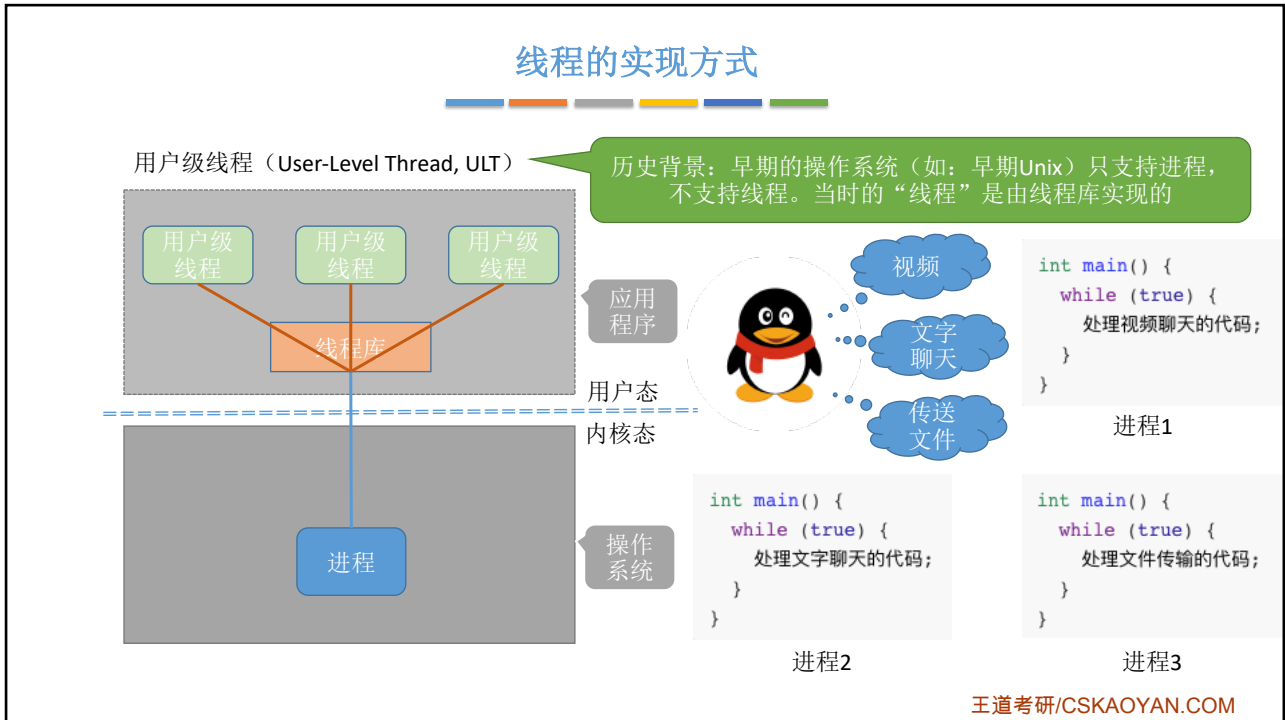 线程的实现方式
用户级线程（User-Level Thread, ULT）
历史背景：早期的操作系统（如：早期Unix）只支持进程，
不支持线程。当时的“线程”是由线程库实现的
用户级
线程
用户级
线程
用户级
线程
线程库
应用
程序
用户态
内核态
进程
操作
系统
视频
文字
聊天
传送
文件
int main() {
while (true) {
处理视频聊天的代码;
}
}
进程1
int main() {
while (true) {
处理文字聊天的代码;
}
}
进程2
int main() {
while (true) {
处理文件传输的代码;
}
}
进程3
王道考研/CSKAOYAN.COM